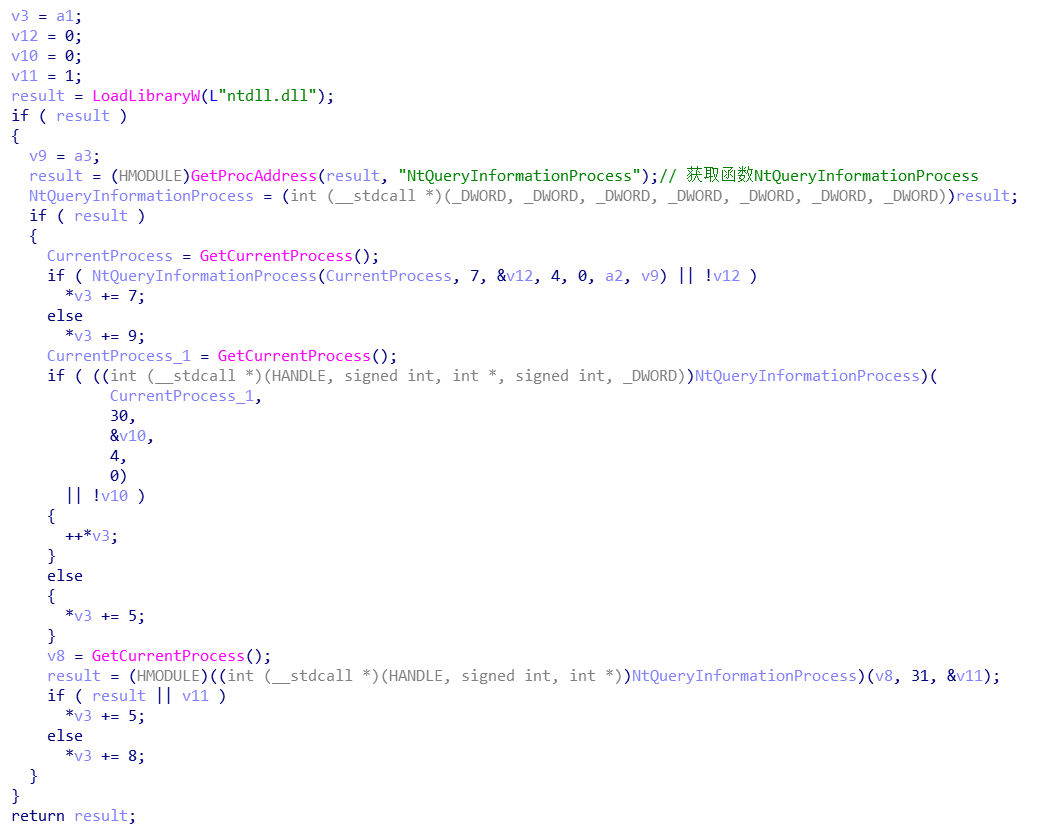 v3 = a1;
v12 = 0;
v10 = 0;
v11 = 1;
result = LoadLibraryW(L"ntdll.dll");
if ( result )
{
  v9 = a3;
  result = (HMODULE)GetProcAddress(result, "NtQueryInformationProcess");// 获取函数NtQueryInformationProcess
  NtQueryInformationProcess = (int (__stdcall *)(_DWORD, _DWORD, _DWORD, _DWORD, _DWORD, _DWORD, _DWORD))result;
  if ( result )
  {
    CurrentProcess = GetCurrentProcess();
    if ( NtQueryInformationProcess(CurrentProcess, 7, &v12, 4, 0, a2, v9) || !v12 )
      *v3 += 7;
    else
      *v3 += 9;
    CurrentProcess_1 = GetCurrentProcess();
    if ( ((int (__stdcall *)(HANDLE, signed int, int *, signed int, _DWORD))NtQueryInformationProcess)(
           CurrentProcess_1,
           30,
           &v10,
           4,
           0)
      || !v10 )
    {
      ++*v3;
    }
    else
    {
      *v3 += 5;
    }
    v8 = GetCurrentProcess();
    result = (HMODULE)((int (__stdcall *)(HANDLE, signed int, int *))NtQueryInformationProcess)(v8, 31, &v11);
    if ( result || v11 )
      *v3 += 5;
    else
      *v3 += 8;
  }
}
return result;